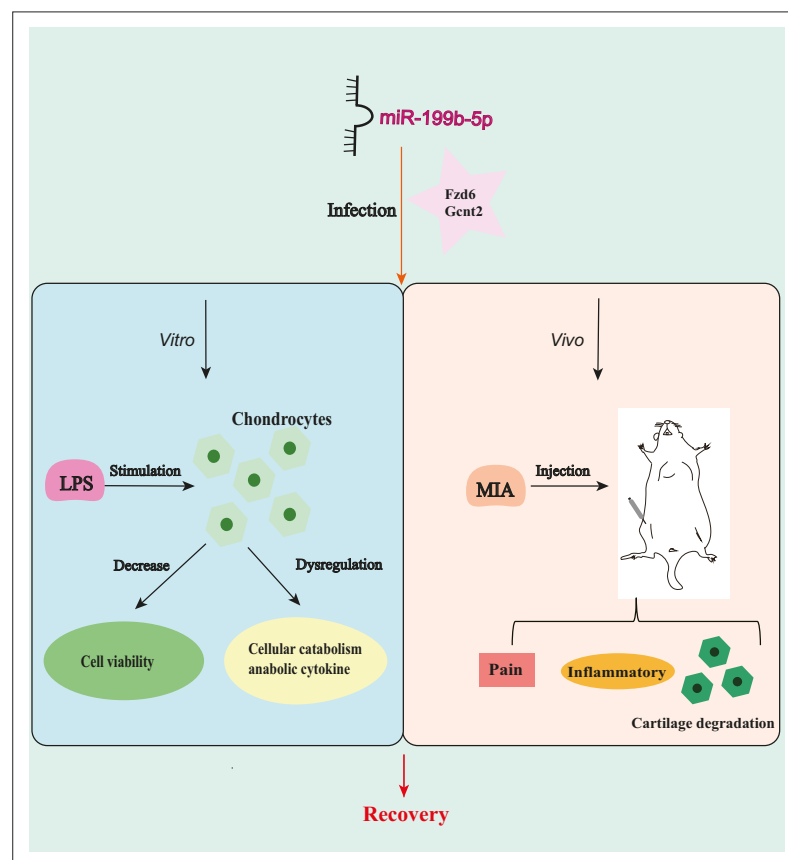 miR-199b-5p
Infection
Fzd6
Gcnt2
Vitro
Chondrocytes
LPS
Stimulation
Decrease
Dysregulation
Cell viability
Cellular catabolism
anabolic cytokine
Vivo
MIA
Injection
Pain
Inflammatory
Cartilage degradation
Recovery